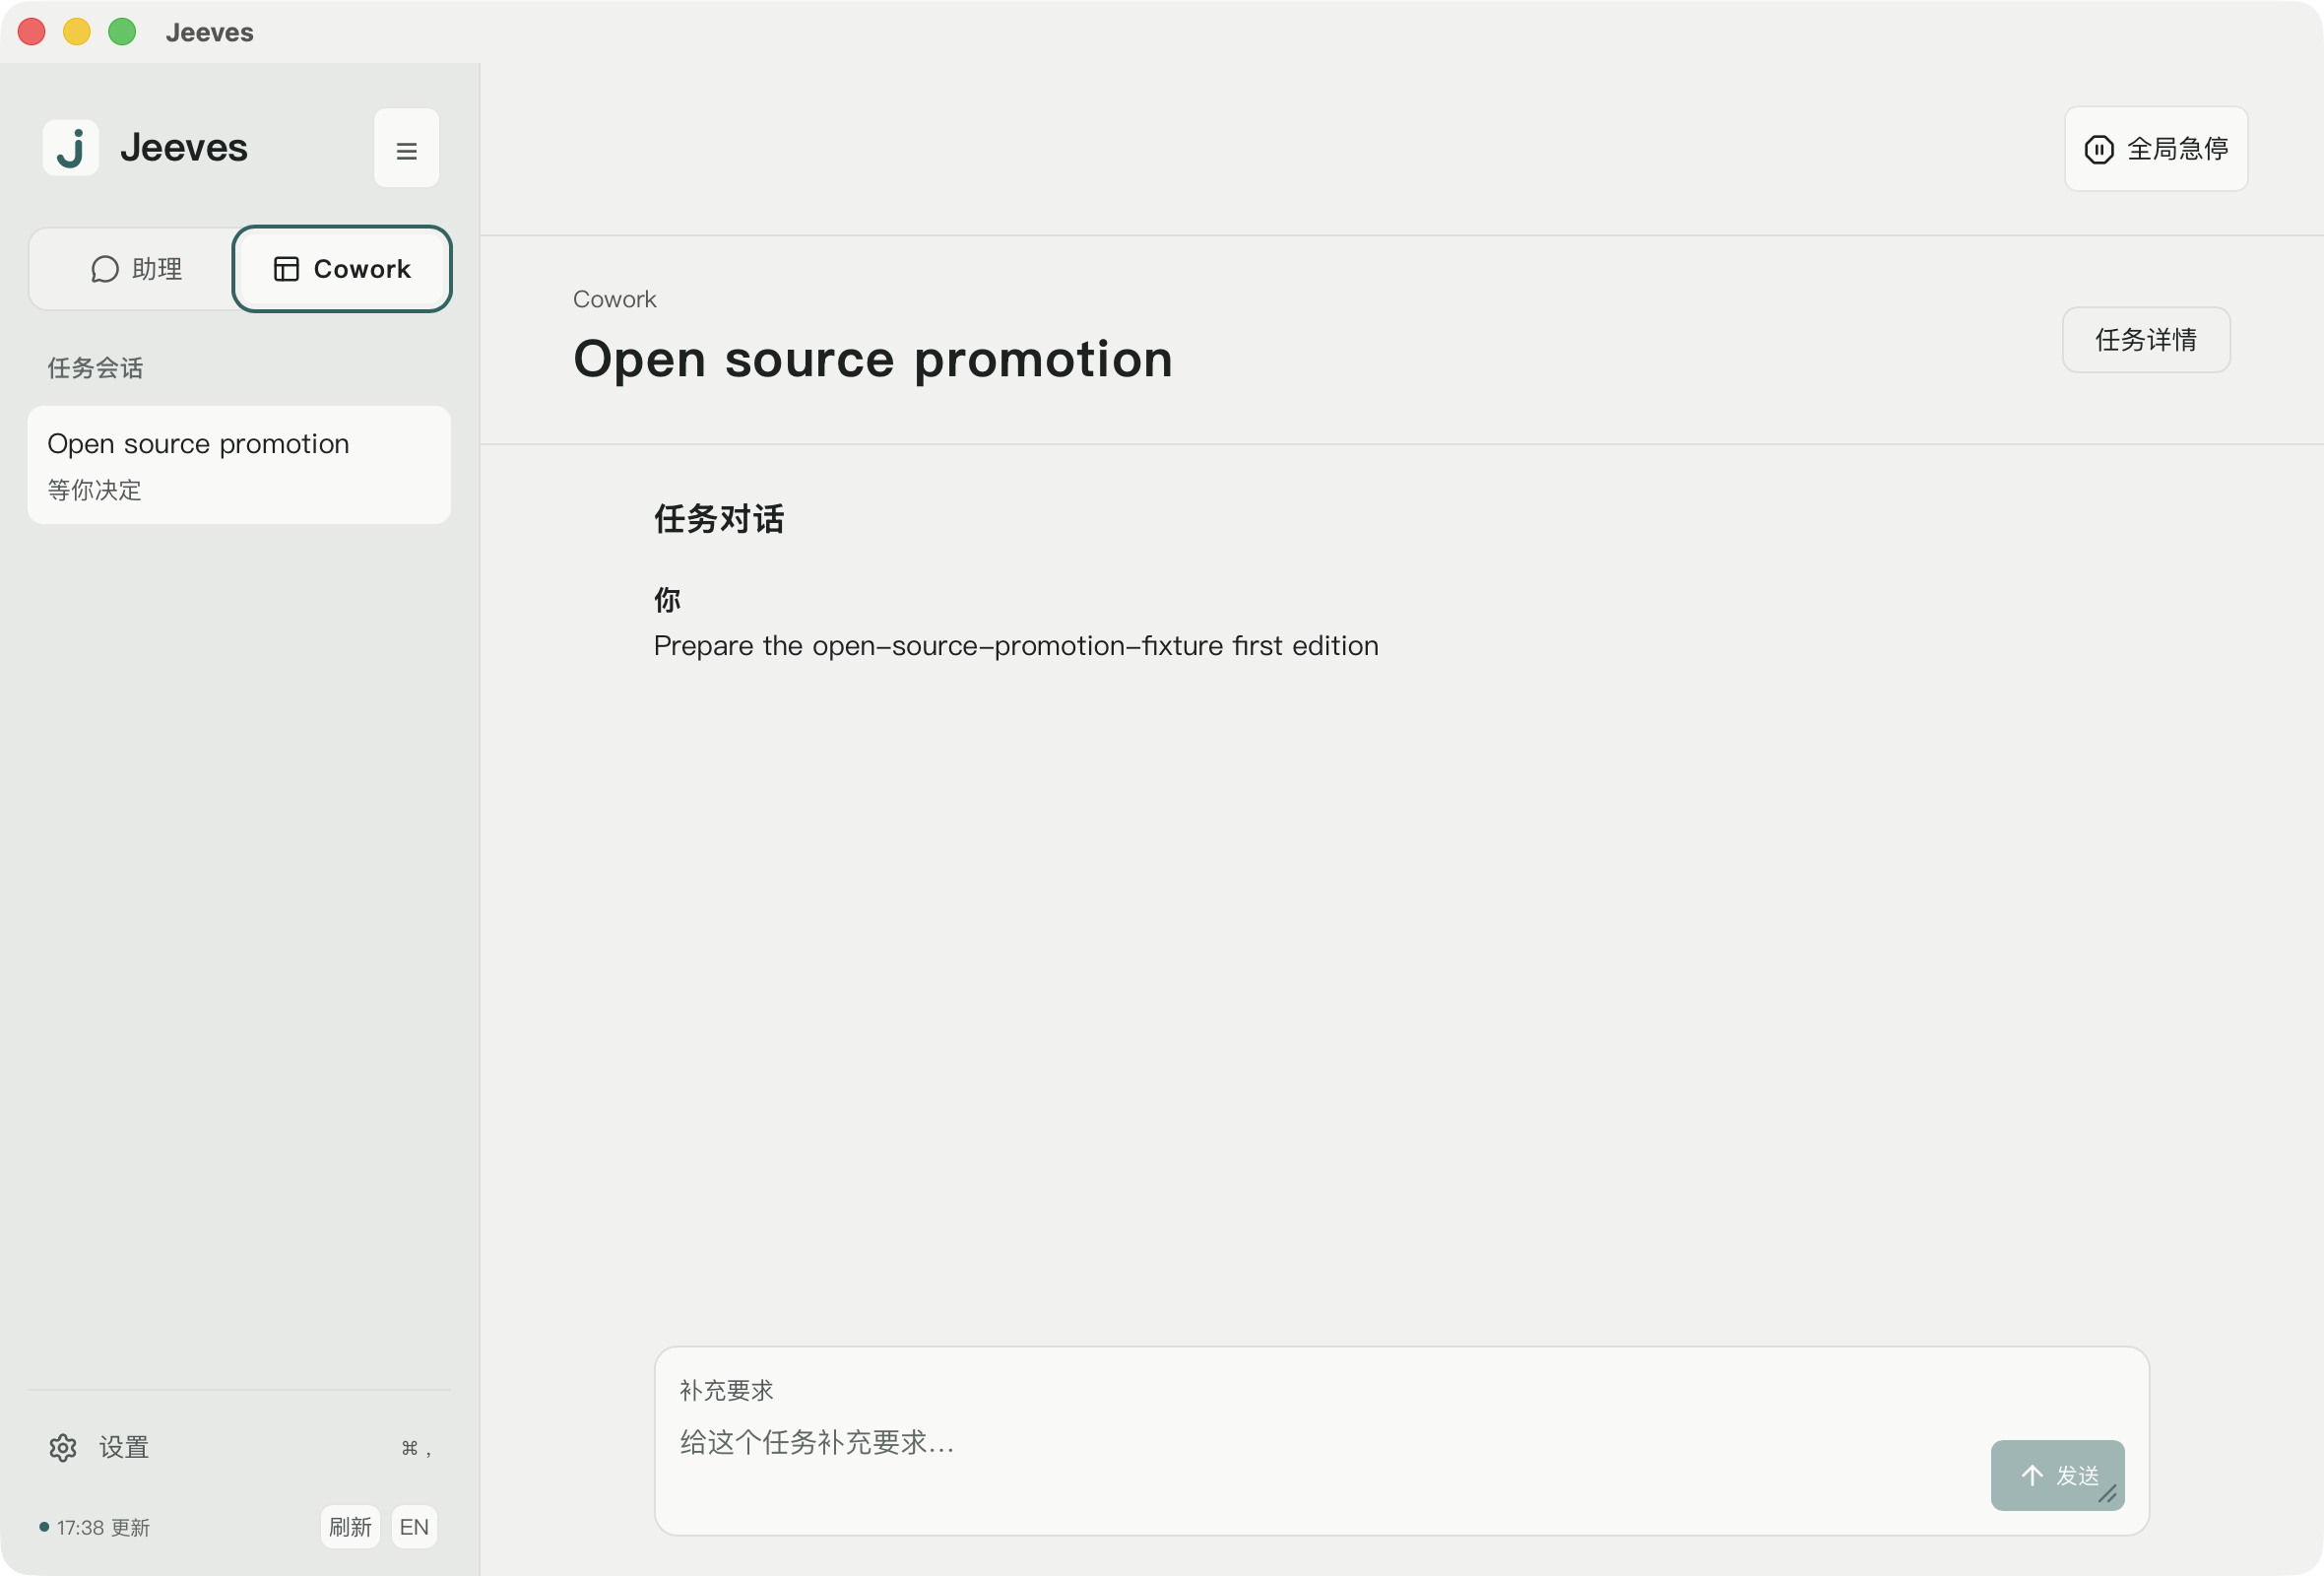 Jeeves
Jeeves
助理
Cowork
任务会话
Open source promotion
等你决定
设置
⌘ ,
17:38 更新
刷新
EN
全局急停
Cowork
Open source promotion
任务详情
任务对话
你
Prepare the open-source-promotion-fixture first edition
补充要求
给这个任务补充要求...
发送